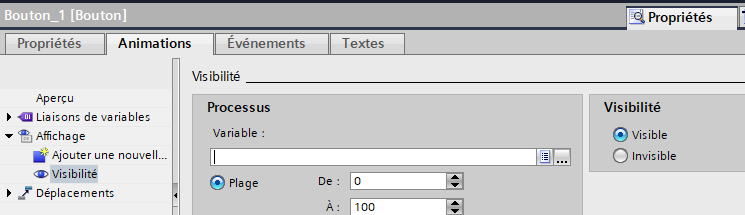 Bouton_1 [Bouton]
Propriétés
Propriétés Animations Événements Textes
Visibilité
Aperçu
Liaisons de variables
Affichage
Ajouter une nouvell...
Visibilité
Déplacements
Processus
Variable :
...
Plage De : 0
À : 100
Visibilité
Visible
Invisible